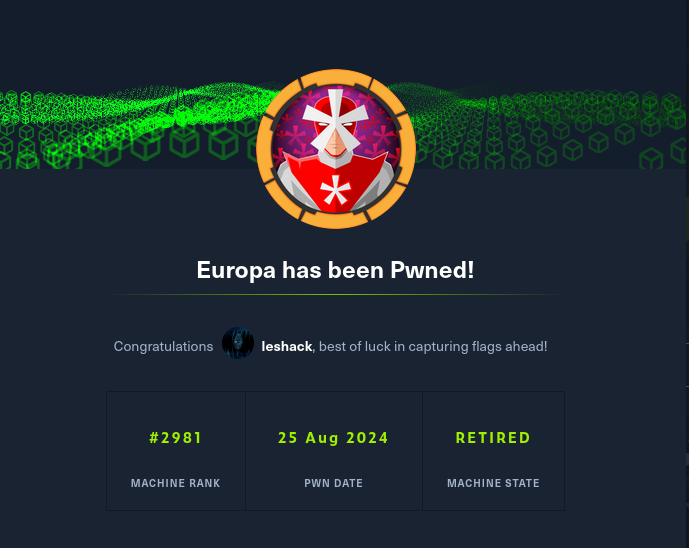 Europa has been Pwned!
Congratulations leshack, best of luck in capturing flags ahead!
#2981 25 Aug 2024 RETIRED
MACHINE RANK PWN DATE MACHINE STATE